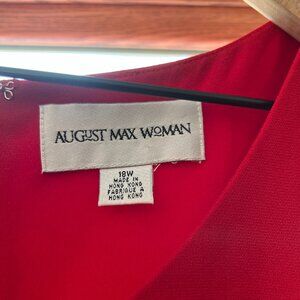 AUGUST MAX WOMAN
18W
MADE IN
HONG KONG
FABRIQUE A
HONG KONG